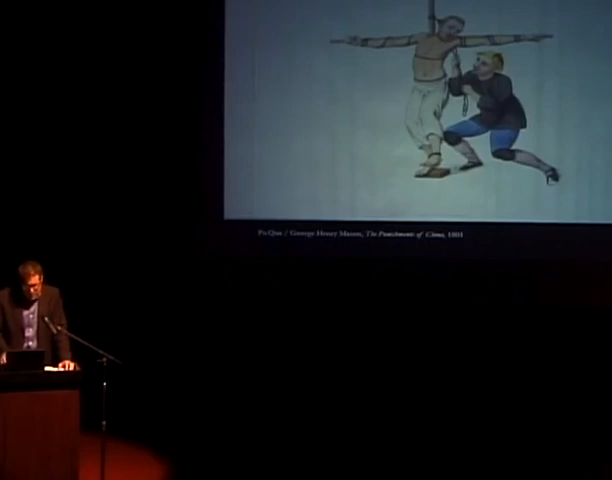 Pu Qua / George Henry Mason, The Punishments of China, 1801